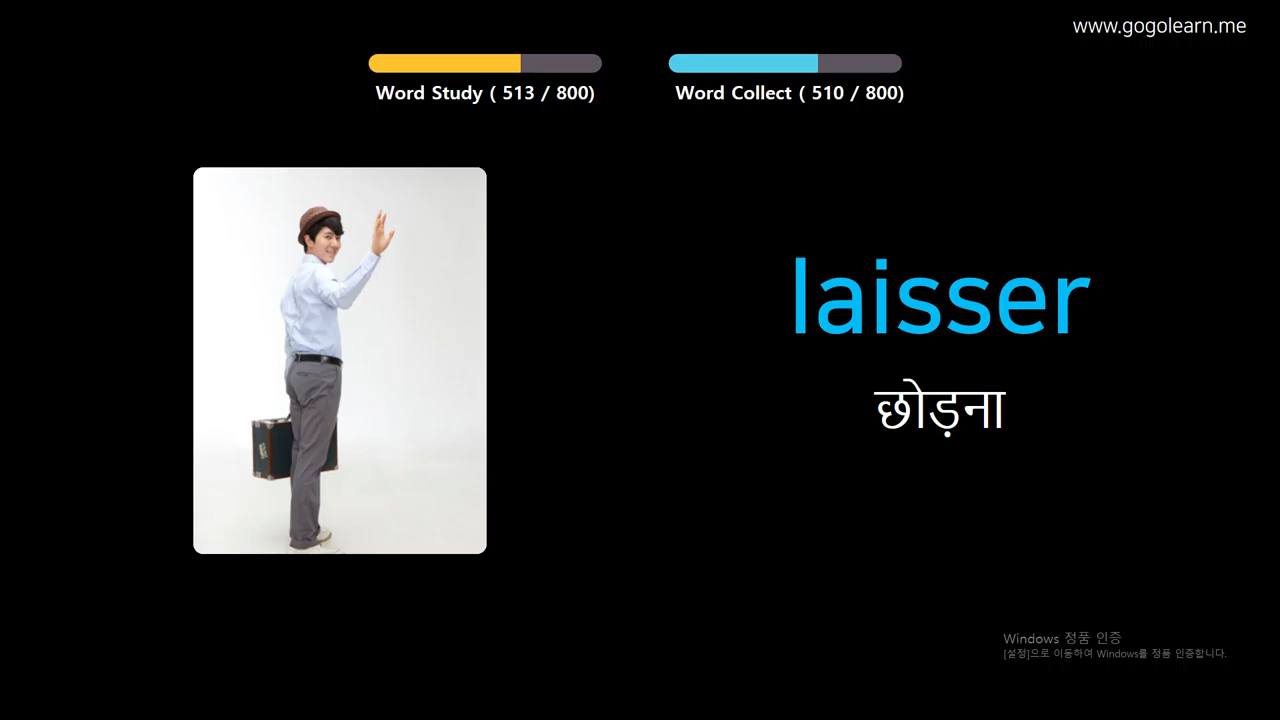 www.gogolearn.me
Word Study ( 513 / 800)
Word Collect ( 510 / 800)
laisser
छोड़ना
Windows 정품 인증
[설정]으로 이동하여 Windows를 정품 인증합니다.